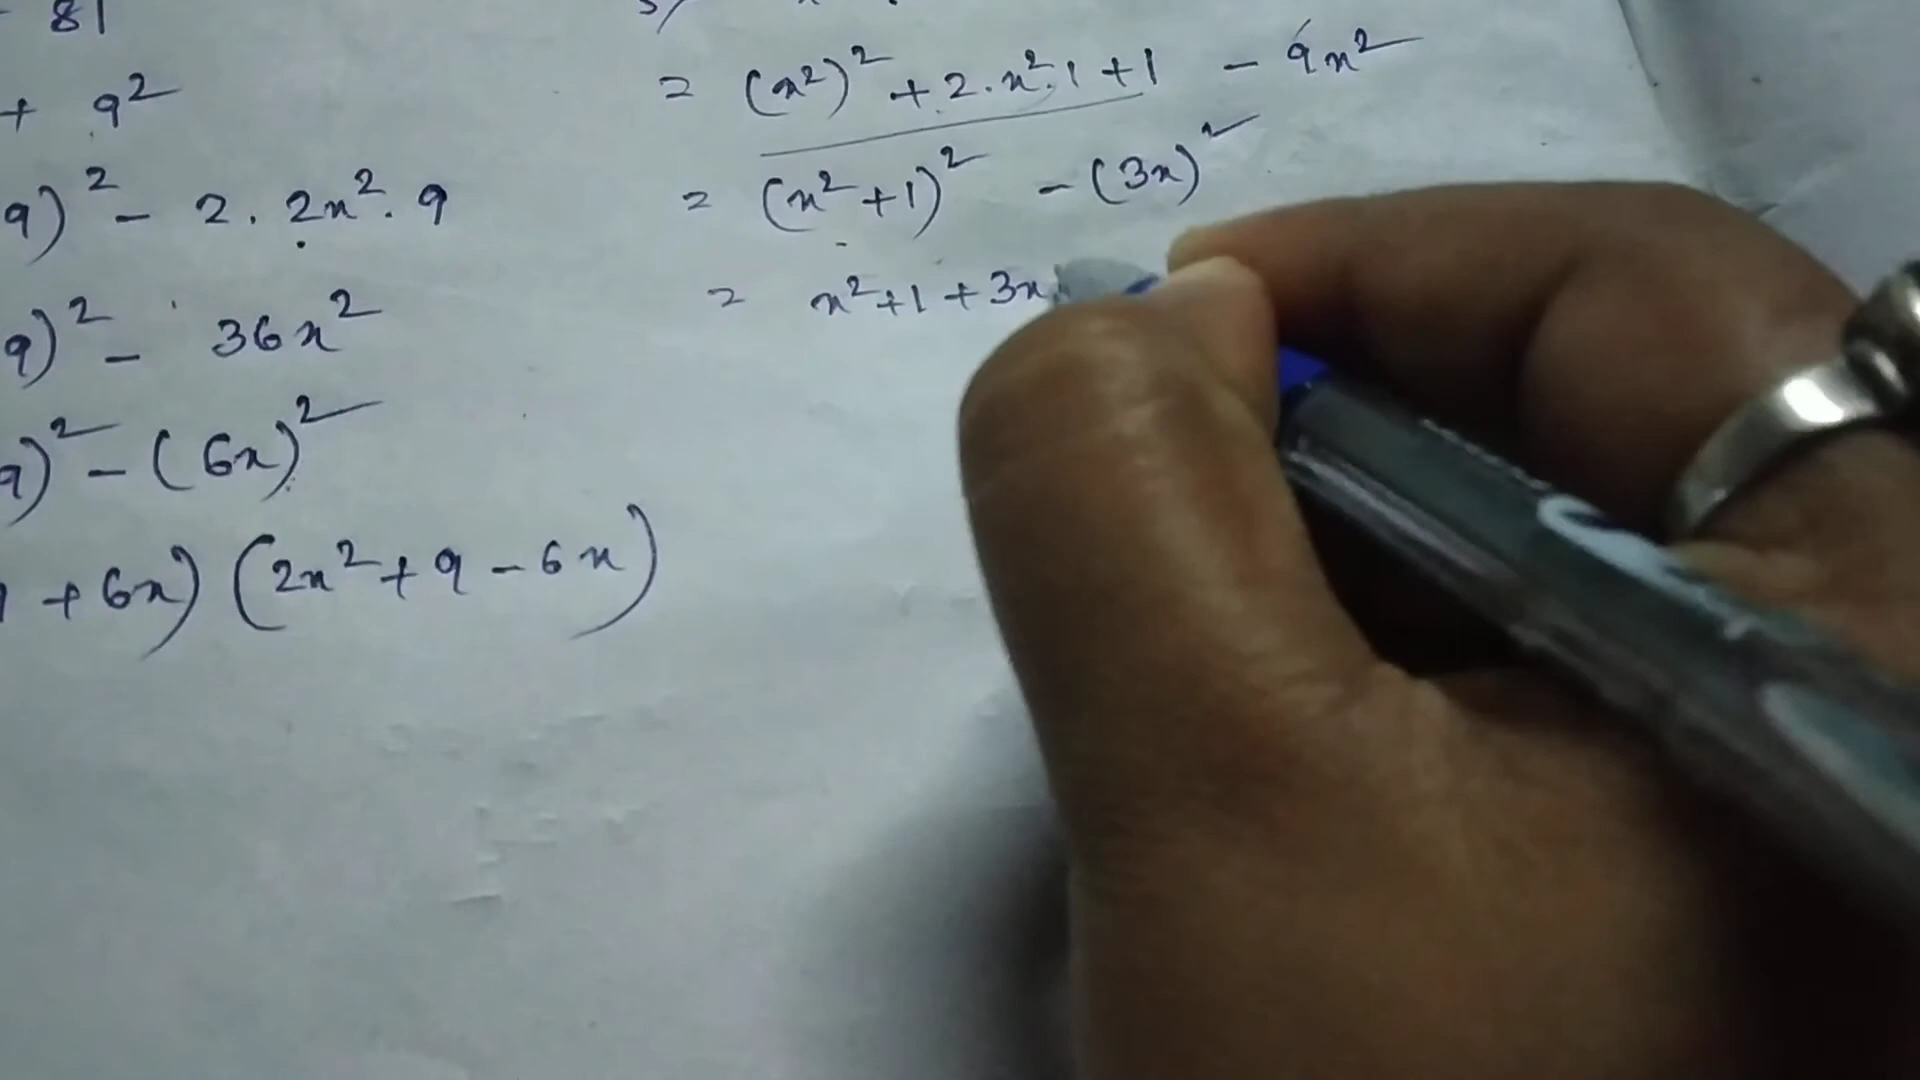 81
+ 9²
9)² - 2 . 2x² . 9
9)² - 36x²
9)² - (6x)²
+ 6x) (2x² + 9 - 6x)
= (x²)² + 2 . x² . 1 + 1 - 9x²
= (x² + 1)² - (3x)²
= x² + 1 + 3x